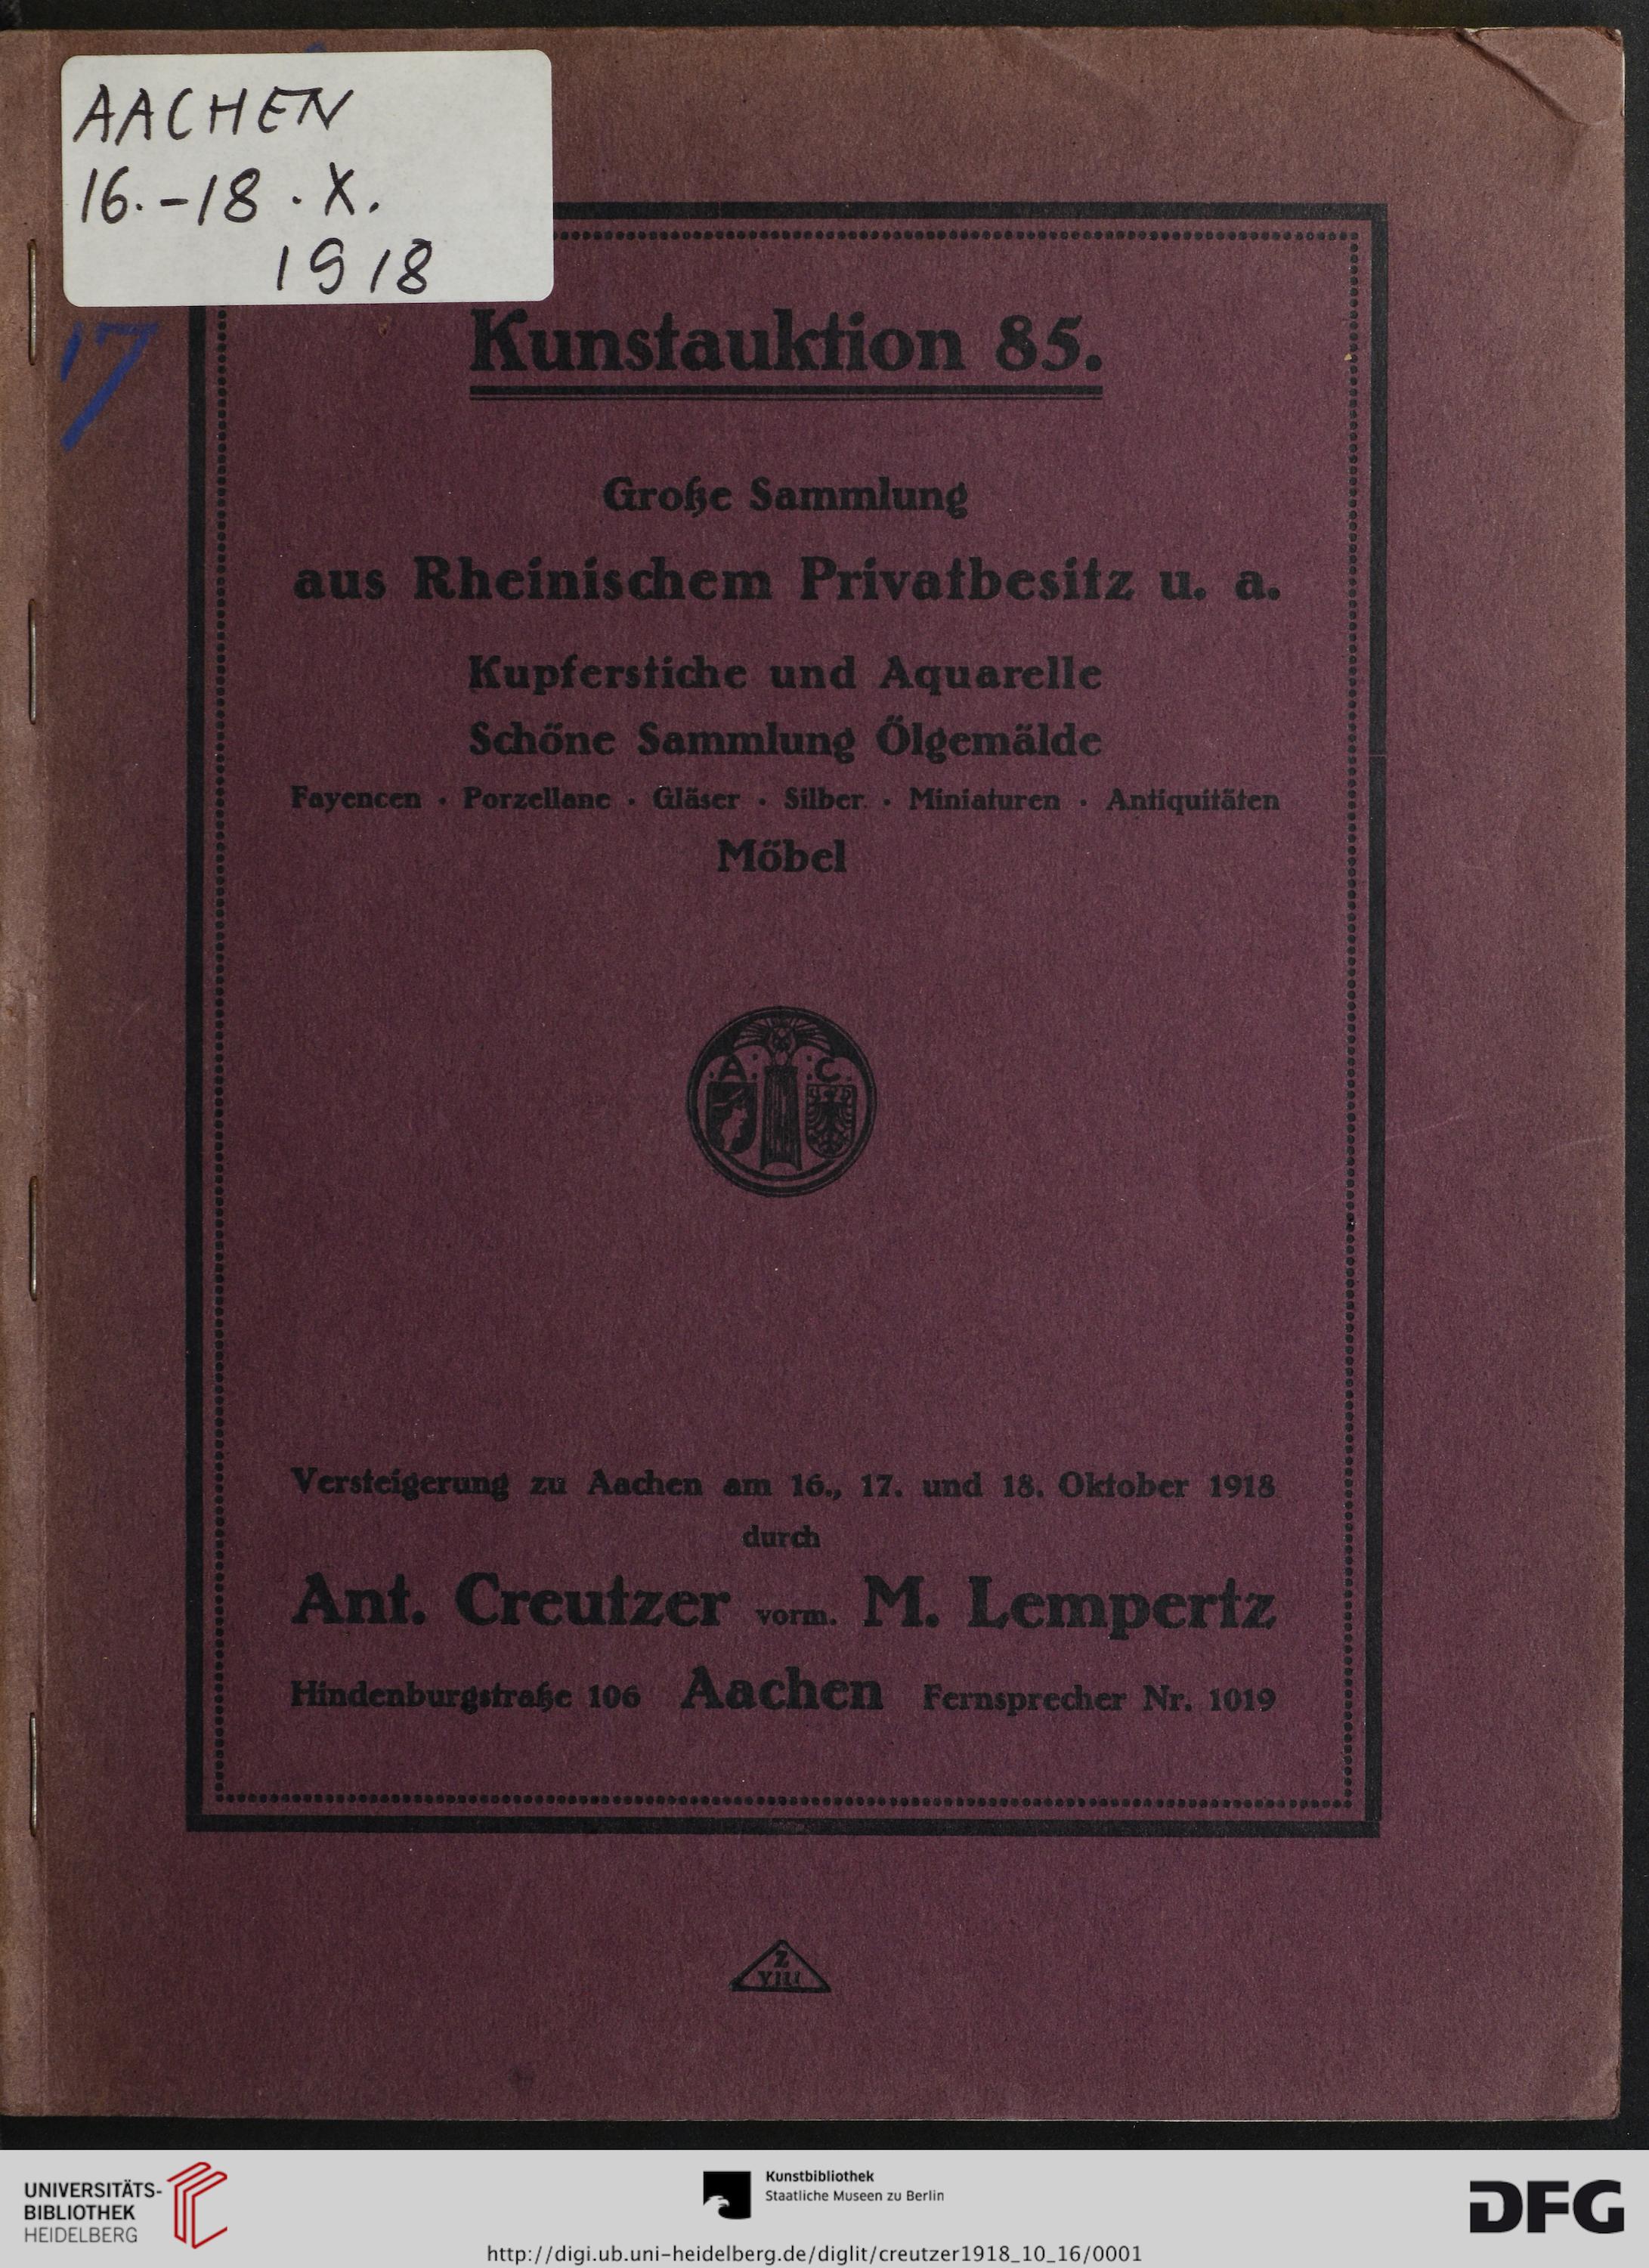 AACHEN
16.-18.X.
1918
17
Kunstauktion 85.
Große Sammlung
aus Rheinischem Privatbesitz u. a.
Kupferstiche und Aquarelle
Schöne Sammlung Ölgemälde
Fayencen · Porzellane · Gläser · Silber. · Miniaturen · Antiquitäten
Möbel
A. C.
Versteigerung zu Aachen am 16., 17. und 18. Oktober 1918
durch
Ant. Creutzer vorm. M. Lempertz
Hindenburgstraße 106 Aachen Fernsprecher Nr. 1019
Z
VIII
UNIVERSITÄTS-
BIBLIOTHEK
HEIDELBERG
Kunstbibliothek
Staatliche Museen zu Berlin
DFG
http://digi.ub.uni-heidelberg.de/diglit/creutzer1918_10_16/0001